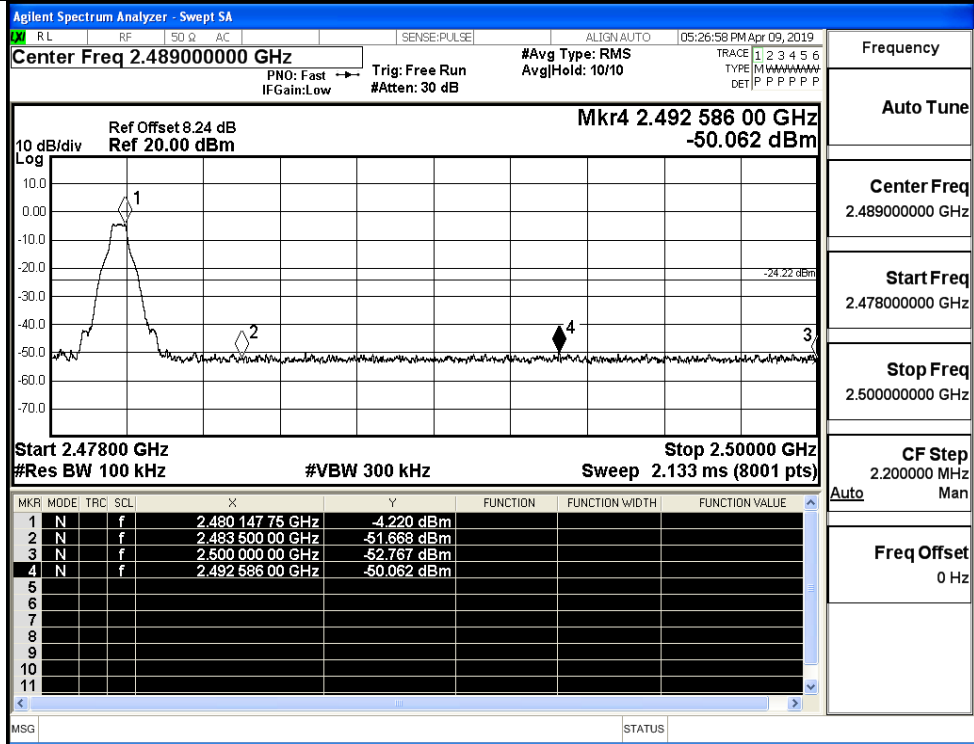 Agilent Spectrum Analyzer - Swept SA
LXI RL RF 50 Ω AC SENSE:PULSE ALIGN AUTO 05:26:58 PM Apr 09, 2019
Center Freq 2.489000000 GHz
PNO: Fast
IFGain:Low
Trig: Free Run
#Atten: 30 dB
#Avg Type: RMS
Avg|Hold: 10/10
TRACE 1 2 3 4 5 6
TYPE M W W W W W
DET P P P P P P
Mkr4 2.492 586 00 GHz
-50.062 dBm
Ref Offset 8.24 dB
10 dB/div Ref 20.00 dBm
Log
10.0
0.00
-10.0
-20.0
-30.0
-40.0
-50.0
-60.0
-70.0
1
2
4
3
-24.22 dBm
Start 2.47800 GHz Stop 2.50000 GHz
#Res BW 100 kHz #VBW 300 kHz Sweep 2.133 ms (8001 pts)
MKR MODE TRC SCL X Y FUNCTION FUNCTION WIDTH FUNCTION VALUE
1 N f 2.480 147 75 GHz -4.220 dBm
2 N f 2.483 500 00 GHz -51.668 dBm
3 N f 2.500 000 00 GHz -52.767 dBm
4 N f 2.492 586 00 GHz -50.062 dBm
5
6
7
8
9
10
11
MSG STATUS
Frequency
Auto Tune
Center Freq
2.489000000 GHz
Start Freq
2.478000000 GHz
Stop Freq
2.500000000 GHz
CF Step
2.200000 MHz
Auto Man
Freq Offset
0 Hz